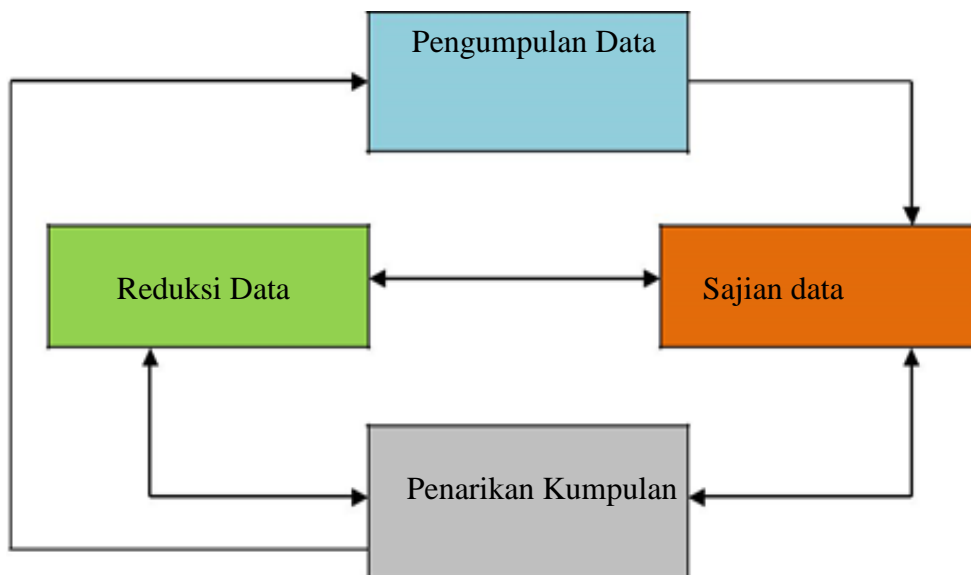 Pengumpulan Data
Reduksi Data
Sajian data
Penarikan Kumpulan